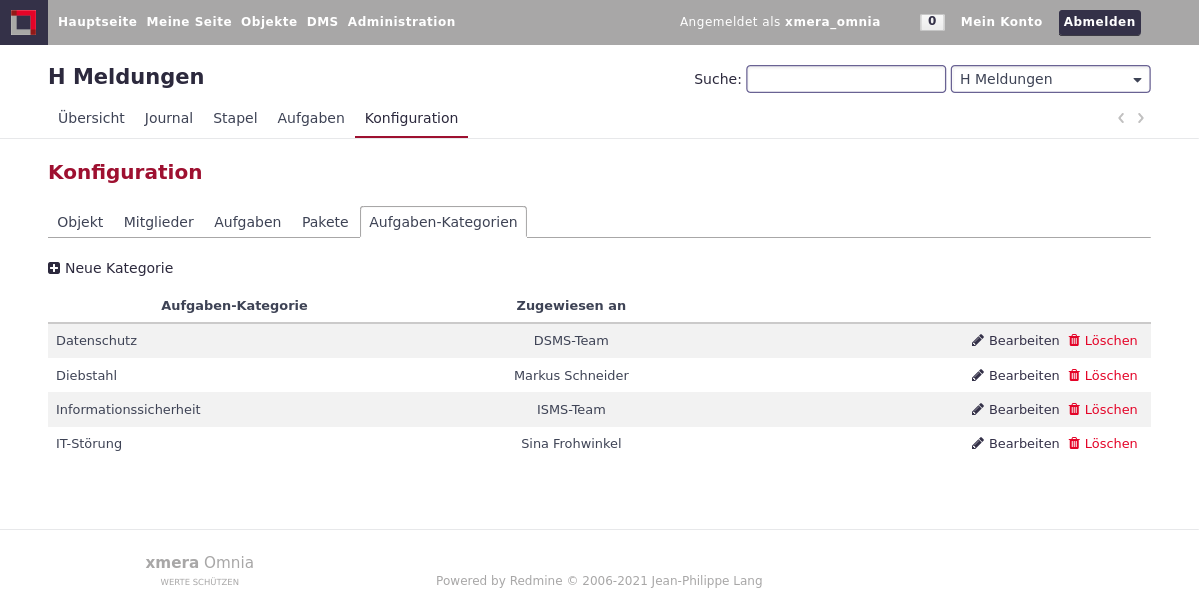 Hauptseite Meine Seite Objekte DMS Administration Angemeldet als xmera_omnia 0 Mein Konto Abmelden
H Meldungen Suche: H Meldungen
Übersicht Journal Stapel Aufgaben Konfiguration
Konfiguration
Objekt Mitglieder Aufgaben Pakete Aufgaben-Kategorien
Neue Kategorie
Aufgaben-Kategorie Zugewiesen an
Datenschutz DSMS-Team Bearbeiten Löschen
Diebstahl Markus Schneider Bearbeiten Löschen
Informationssicherheit ISMS-Team Bearbeiten Löschen
IT-Störung Sina Frohwinkel Bearbeiten Löschen
xmera Omnia
WERTE SCHÜTZEN
Powered by Redmine © 2006-2021 Jean-Philippe Lang